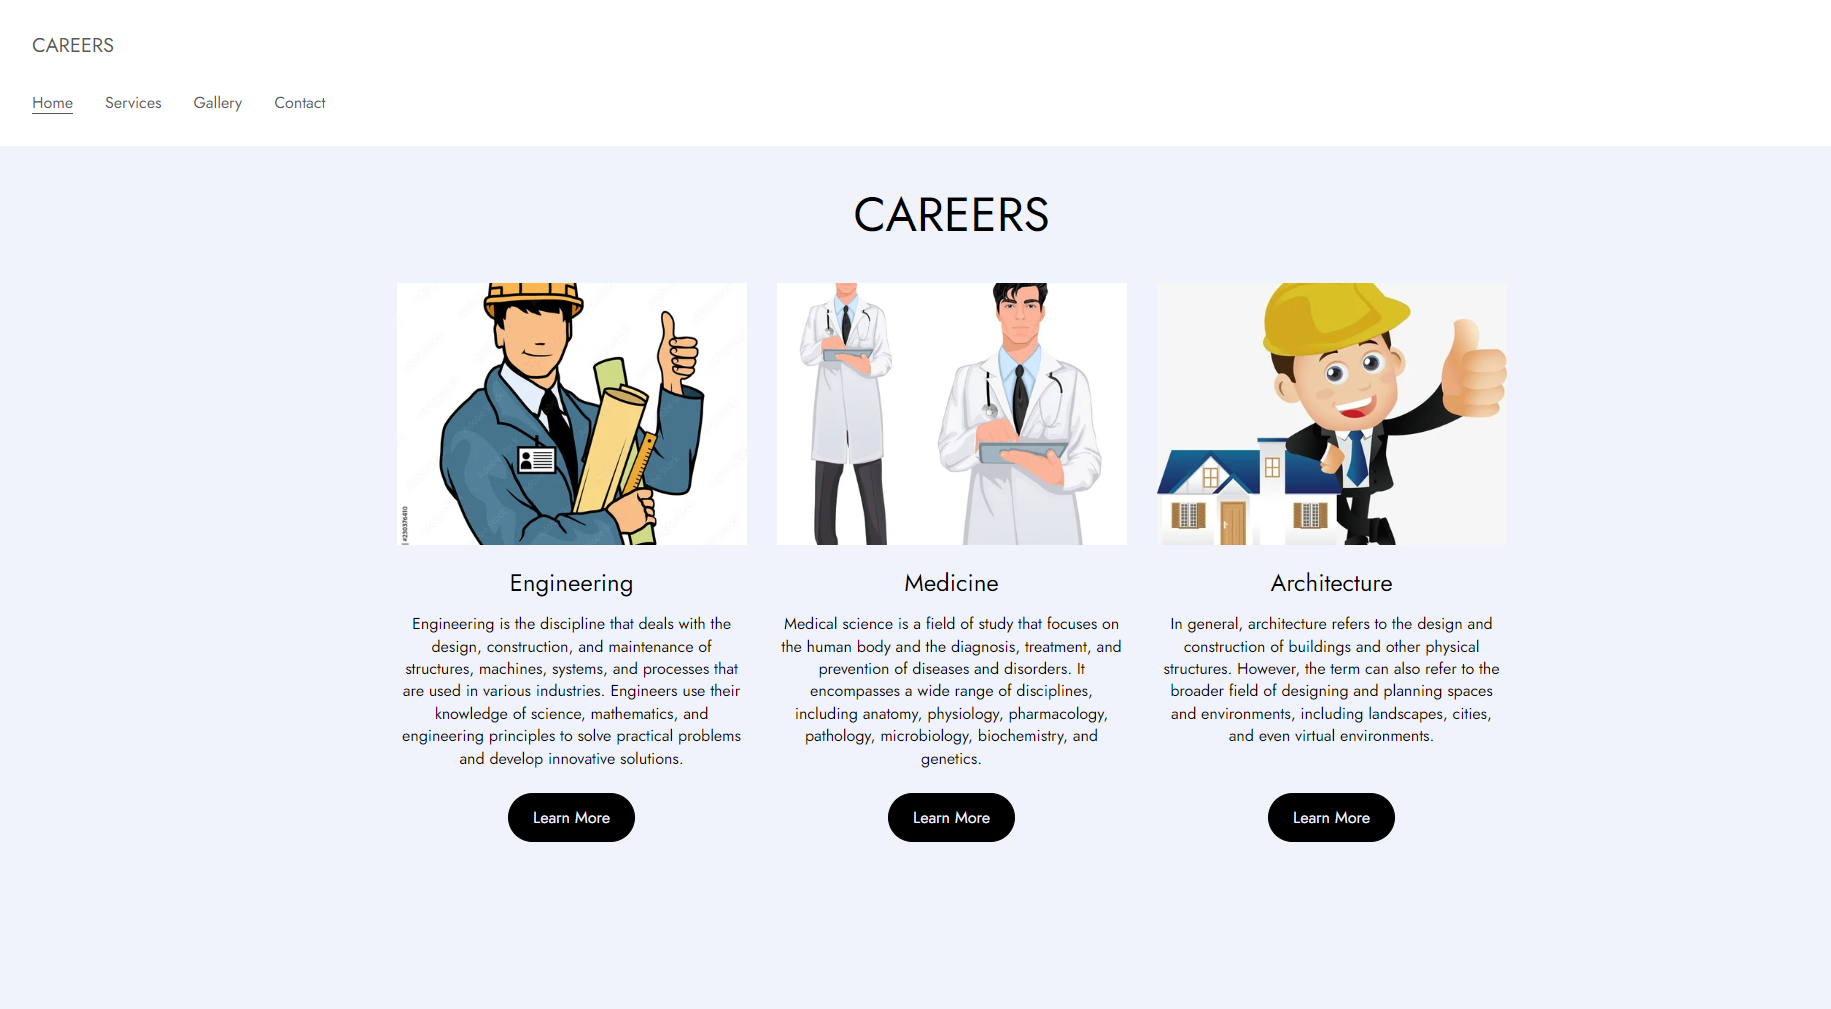 CAREERS
Home Services Gallery Contact
CAREERS
#230376410
Engineering
Engineering is the discipline that deals with the
design, construction, and maintenance of
structures, machines, systems, and processes that
are used in various industries. Engineers use their
knowledge of science, mathematics, and
engineering principles to solve practical problems
and develop innovative solutions.
Learn More
Medicine
Medical science is a field of study that focuses on
the human body and the diagnosis, treatment, and
prevention of diseases and disorders. It
encompasses a wide range of disciplines,
including anatomy, physiology, pharmacology,
pathology, microbiology, biochemistry, and
genetics.
Learn More
Architecture
In general, architecture refers to the design and
construction of buildings and other physical
structures. However, the term can also refer to the
broader field of designing and planning spaces
and environments, including landscapes, cities,
and even virtual environments.
Learn More